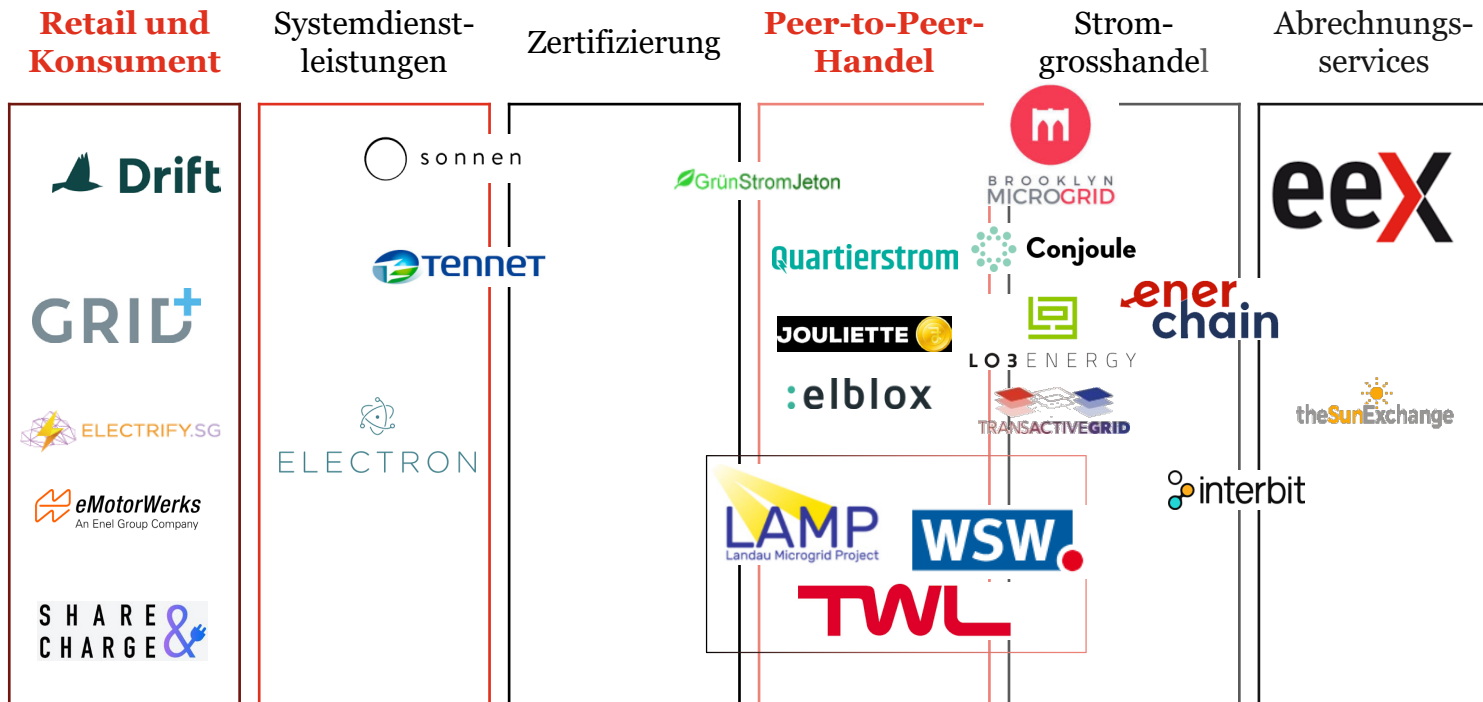 Retail und
Konsument
Systemdienst-
leistungen
Zertifizierung
Peer-to-Peer-
Handel
Strom-
grosshandel
Abrechnungs-
services
Drift
GRID+
ELECTRIFY.SG
eMotorWerks
An Enel Group Company
SHARE &
CHARGE
sonnen
TENNET
ELECTRON
GrünStromJeton
Quartierstrom
JOULIETTE
:elblox
BROOKLYN
MICROGRID
Conjoule
LO3ENERGY
TRANSACTIVEGRID
LAMP
Landau Microgrid Project
WSW.
TWL
ener
chain
interbit
eex
theSunExchange